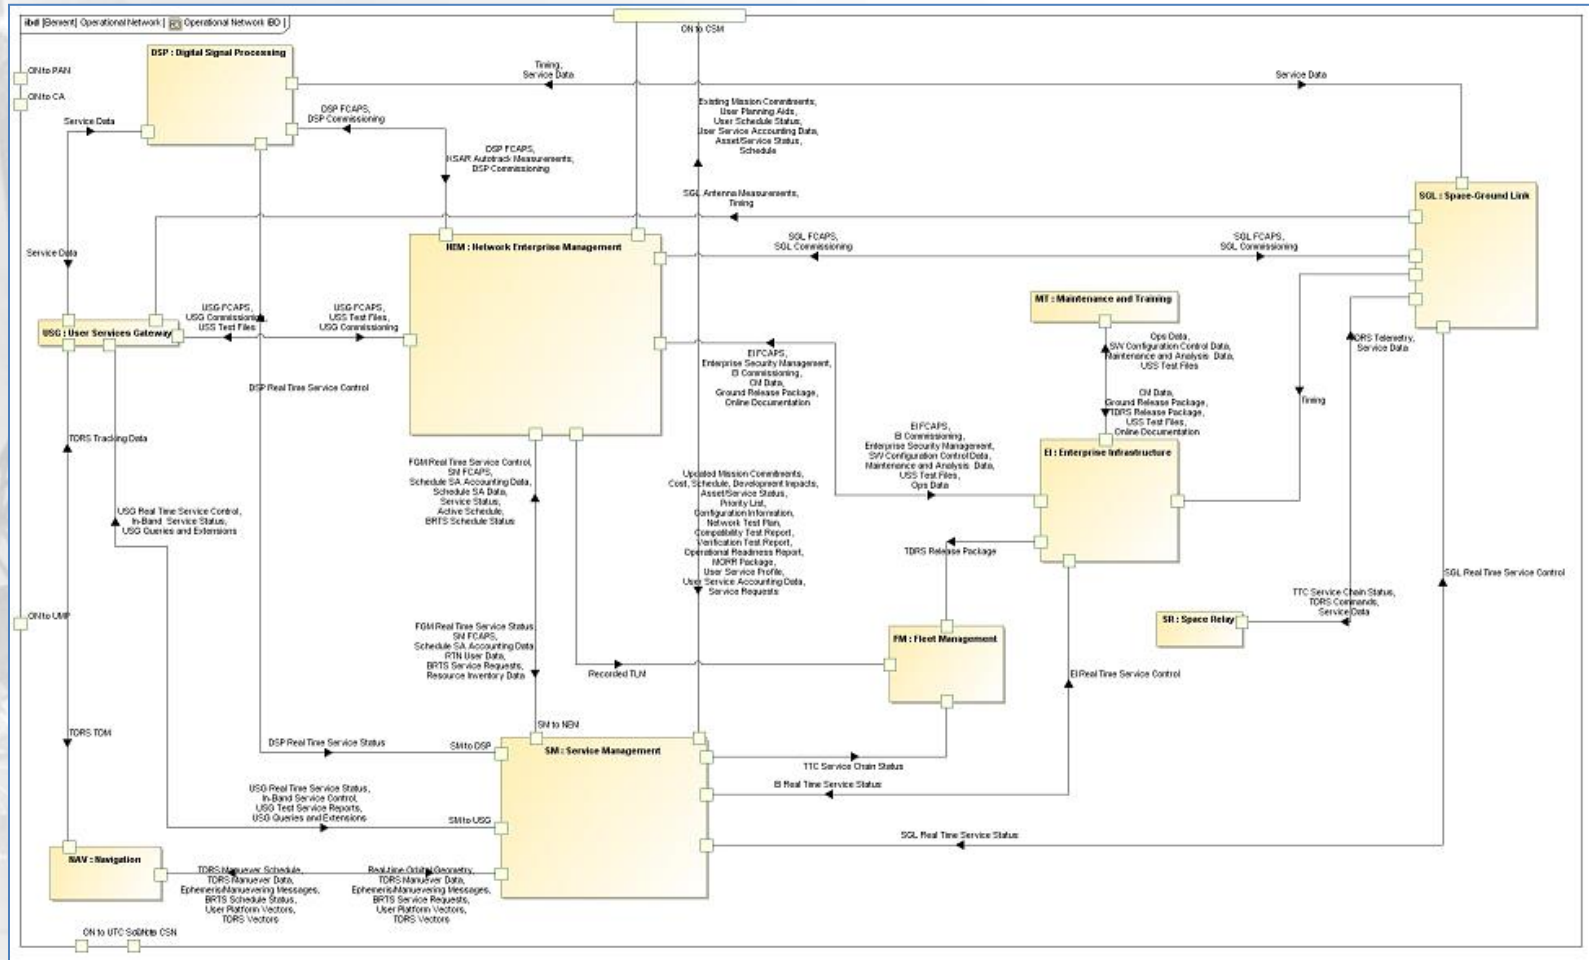 ibd [Element] Operational Network [ Operational Network IBD ]
ON to CSM
DSP : Digital Signal Processing
ON to PAN
ON to CA
Timing,
Service Data
Service Data
DSP FCAPS,
DSP Commissioning
Existing Mission Commitments,
User Planning Aids,
User Schedule Status,
User Service Accounting Data,
Asset/Service Status,
Schedule
Service Data
DSP FCAPS,
KSAR Autotrack Measurements,
DSP Commissioning
SGL Antenna Measurements,
Timing
SGL : Space-Ground Link
Service Data
NEM : Network Enterprise Management
SGL FCAPS,
SGL Commissioning
SGL FCAPS,
SGL Commissioning
MT : Maintenance and Training
USG FCAPS,
USG Commissioning,
USS Test Files
USG FCAPS,
USS Test Files,
USG Commissioning
USG : User Services Gateway
Ops Data,
SW Configuration Control Data,
Maintenance and Analysis Data,
USS Test Files
TDRS Telemetry,
Service Data
EI FCAPS,
Enterprise Security Management,
EI Commissioning,
CM Data,
Ground Release Package,
Online Documentation
DSP Real Time Service Control
CM Data,
Ground Release Package,
TDRS Release Package,
USS Test Files,
Online Documentation
Timing
TDRS Tracking Data
EI FCAPS,
EI Commissioning,
Enterprise Security Management,
SW Configuration Control Data,
Maintenance and Analysis Data,
USS Test Files,
Ops Data
EI : Enterprise Infrastructure
FGM Real Time Service Control,
SM FCAPS,
Schedule SA Accounting Data,
Schedule SA Data,
Service Status,
Active Schedule,
BRTS Schedule Status
Updated Mission Commitments,
Cost, Schedule, Development Impacts,
Asset/Service Status,
Priority List,
Configuration Information,
Network Test Plan,
Compatibility Test Report,
Verification Test Report,
Operational Readiness Report,
MORR Package,
User Service Profile,
User Service Accounting Data,
Service Requests
USG Real Time Service Control,
In-Band Service Status,
USG Queries and Extensions
TDRS Release Package
SGL Real Time Service Control
TTC Service Chain Status,
TDRS Commands,
Service Data
ON to UMP
SR : Space Relay
FGM Real Time Service Status
SM FCAPS,
Schedule SA Accounting Data
RTN User Data,
BRTS Service Requests,
Resource Inventory Data
FM : Fleet Management
Recorded TLM
EI Real Time Service Control
SM to NEM
TDRS TDM
DSP Real Time Service Status
SM to DSP
SM : Service Management
TTC Service Chain Status
EI Real Time Service Status
USG Real Time Service Status,
In-Band Service Control,
USG Test Service Reports,
USG Queries and Extensions
SM to USG
SGL Real Time Service Status
NAV : Navigation
TDRS Manuever Schedule,
TDRS Manuever Data,
Ephemeris/Manuevering Messages,
BRTS Schedule Status,
User Platform Vectors,
TDRS Vectors
Real-time Orbital Geometry,
TDRS Manuever Data,
Ephemeris/Manuevering Messages,
BRTS Service Requests,
User Platform Vectors,
TDRS Vectors
ON to UTC
CSN